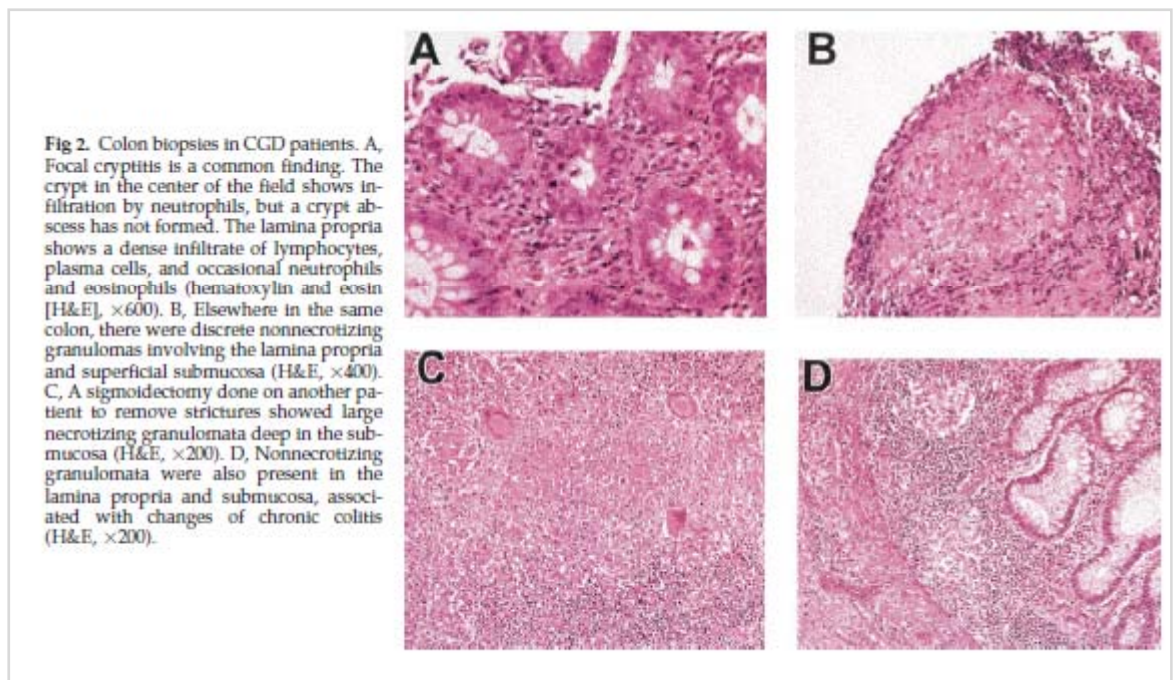 Fig 2. Colon biopsies in CGD patients. A,
Focal cryptitis is a common finding. The
crypt in the center of the field shows in-
filtration by neutrophils, but a crypt ab-
scess has not formed. The lamina propria
shows a dense infiltrate of lymphocytes,
plasma cells, and occasional neutrophils
and eosinophils (hematoxylin and eosin
[H&E], ×600). B, Elsewhere in the same
colon, there were discrete nonnecrotizing
granulomas involving the lamina propria
and superficial submucosa (H&E, ×400).
C, A sigmoidectomy done on another pa-
tient to remove strictures showed large
necrotizing granulomata deep in the sub-
mucosa (H&E, ×200). D, Nonnecrotizing
granulomata were also present in the
lamina propria and submucosa, associ-
ated with changes of chronic colitis
(H&E, ×200).
A
B
C
D